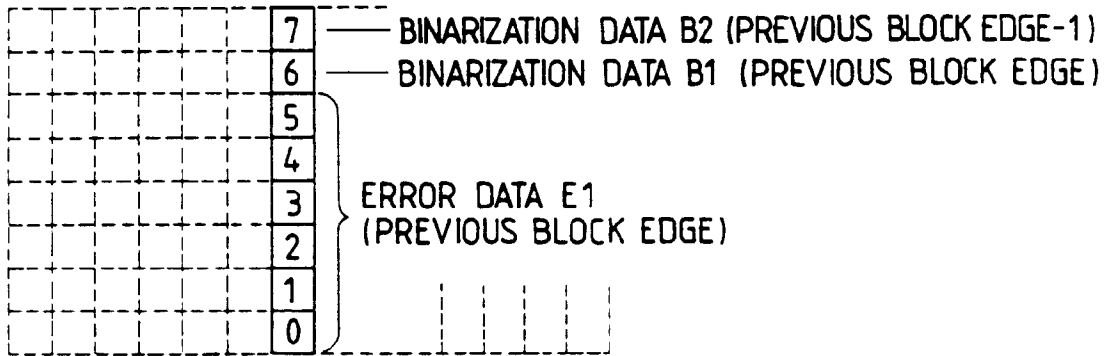 7 BINARIZATION DATA B2 (PREVIOUS BLOCK EDGE-1)
6 BINARIZATION DATA B1 (PREVIOUS BLOCK EDGE)
5
4
3 ERROR DATA E1
2 (PREVIOUS BLOCK EDGE)
1
0